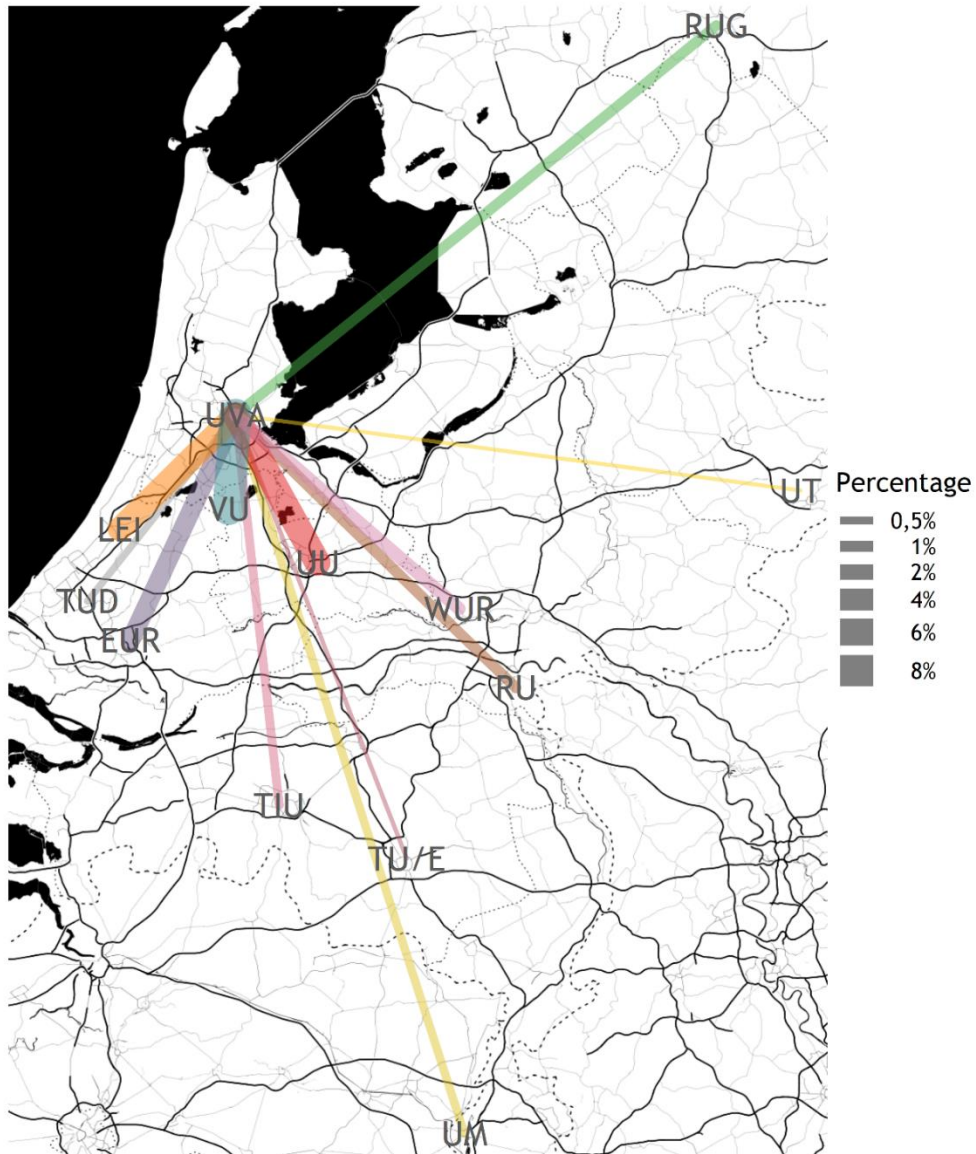 RUG
UVA
UT
VU
LEI
UU
TUD
WUR
EUR
RU
TIU
TU/E
UM
Percentage
0,5%
1%
2%
4%
6%
8%